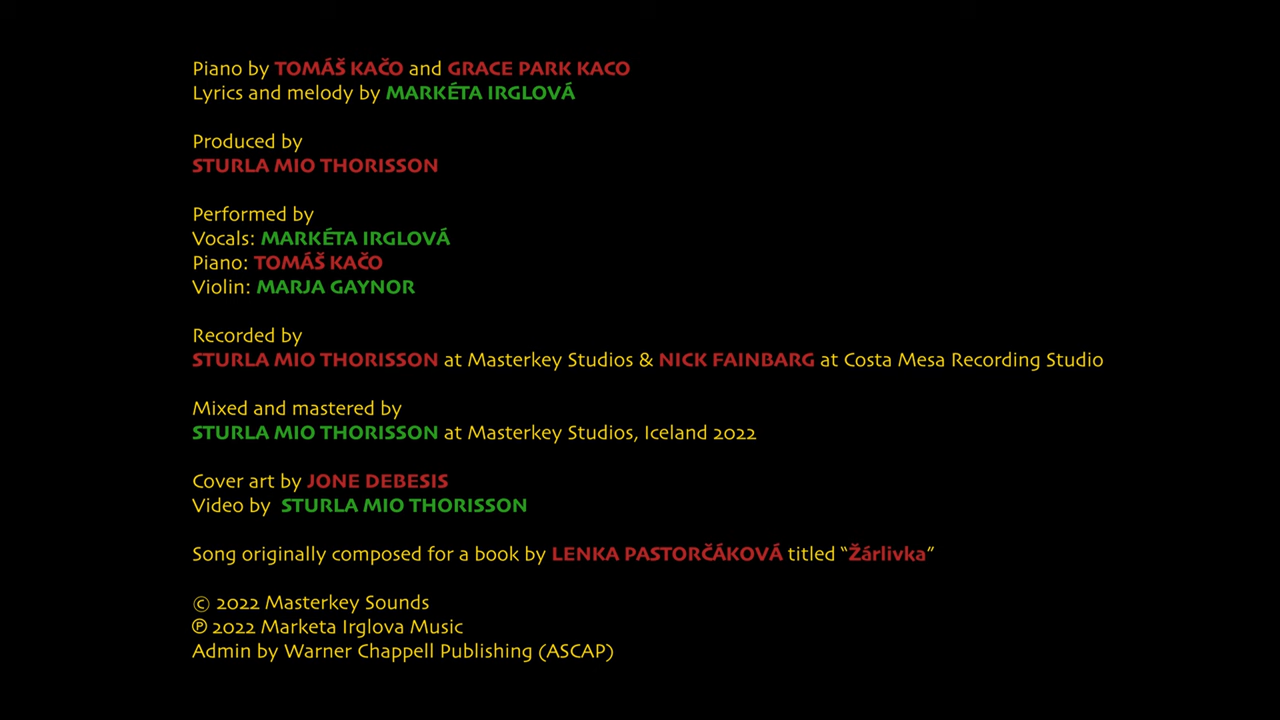 Piano by TOMÁŠ KAČO and GRACE PARK KACO
Lyrics and melody by MARKÉTA IRGLOVÁ
Produced by
STURLA MIO THORISSON
Performed by
Vocals: MARKÉTA IRGLOVÁ
Piano: TOMÁŠ KAČO
Violin: MARJA GAYNOR
Recorded by
STURLA MIO THORISSON at Masterkey Studios & NICK FAINBARG at Costa Mesa Recording Studio
Mixed and mastered by
STURLA MIO THORISSON at Masterkey Studios, Iceland 2022
Cover art by JONE DEBESIS
Video by STURLA MIO THORISSON
Song originally composed for a book by LENKA PASTORČÁKOVÁ titled “Žárlivka”
© 2022 Masterkey Sounds
℗ 2022 Marketa Irglova Music
Admin by Warner Chappell Publishing (ASCAP)